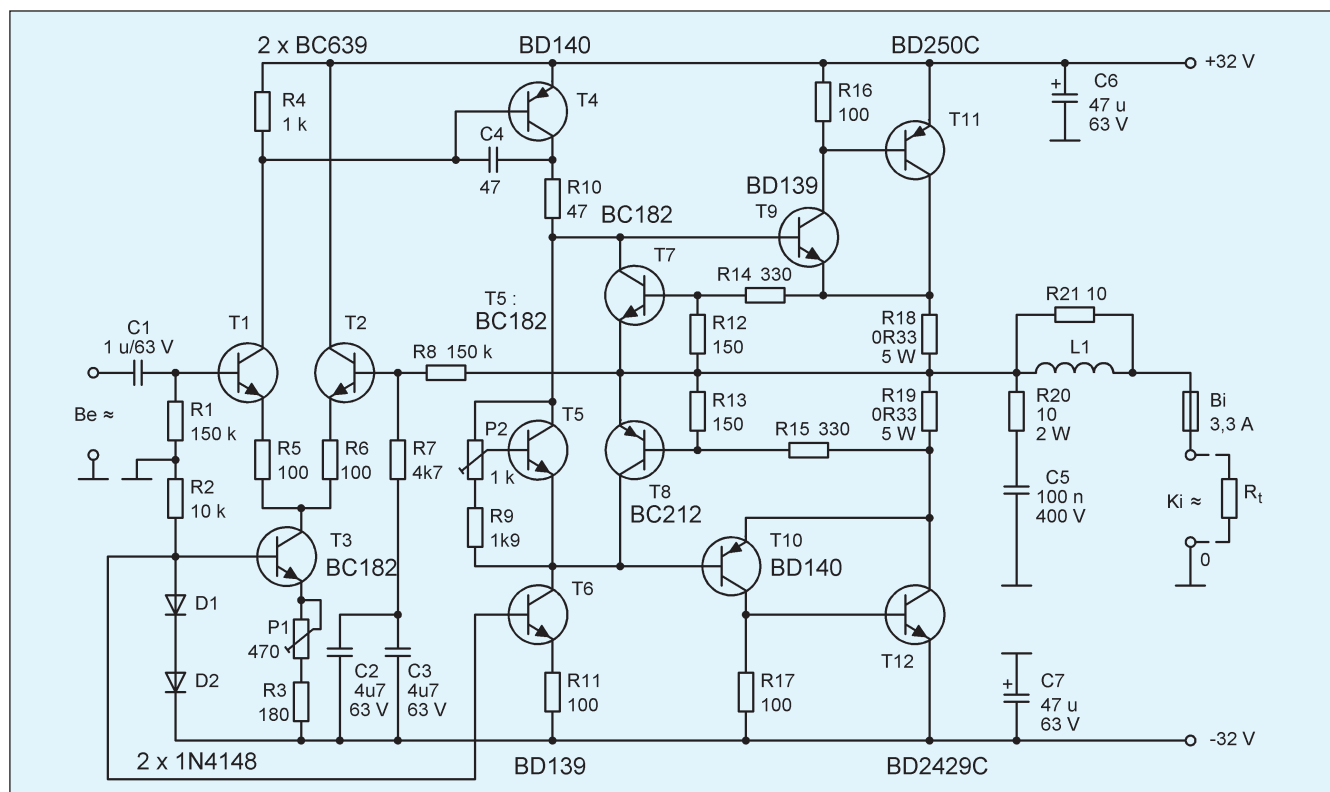 2 x BC639
BD140
BD250C
+32 V
R4
1 k
T4
C4
47
R16
100
T11
+
C6
47 u
63 V
R10
47
BC182
BD139
T9
T7
R14 330
T5 :
BC182
R21 10
L1
C1
1 u/63 V
T1
T2
R8 150 k
R12
150
R18
0R33
5 W
Be ≈
R1
150 k
R5
100
R6
100
R7
4k7
P2
1 k
T5
R13
150
R15 330
R19
0R33
5 W
R20
10
2 W
Bi
3,3 A
R2
10 k
T3
BC182
R9
1k9
T8
BC212
C5
100 n
400 V
Ki ≈
Rt
0
T10
BD140
D1
P1
470
T6
T12
D2
R3
180
C2
4u7
63 V
C3
4u7
63 V
R11
100
R17
100
+
C7
47 u
63 V
-32 V
2 x 1N4148
BD139
BD2429C